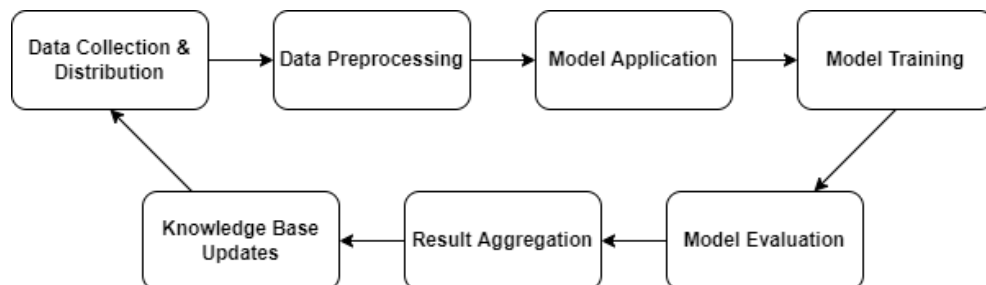 Data Collection &
Distribution
Data Preprocessing
Model Application
Model Training
Knowledge Base
Updates
Result Aggregation
Model Evaluation